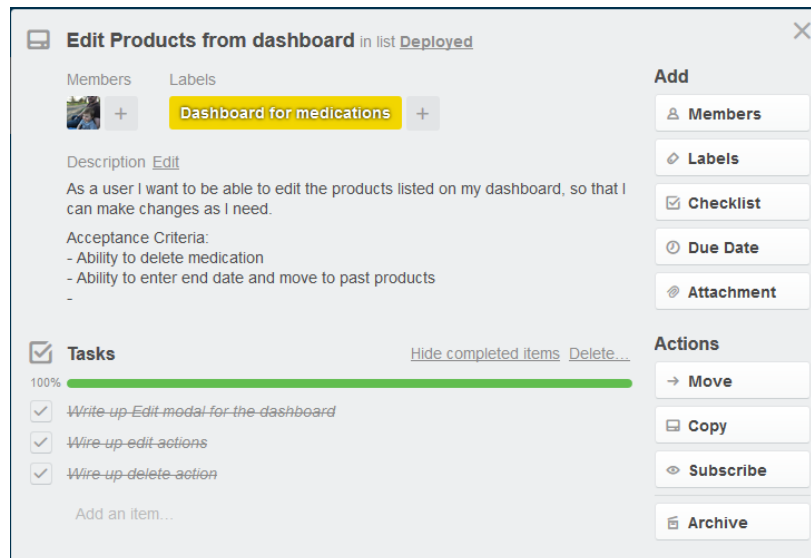 Edit Products from dashboard in list Deployed
Members
Labels
Dashboard for medications
Description Edit
As a user I want to be able to edit the products listed on my dashboard, so that I
can make changes as I need.
Acceptance Criteria:
- Ability to delete medication
- Ability to enter end date and move to past products
-
Tasks
Hide completed items Delete...
100%
Write up Edit modal for the dashboard
Wire up edit actions
Wire up delete action
Add an item...
Add
Members
Labels
Checklist
Due Date
Attachment
Actions
Move
Copy
Subscribe
Archive